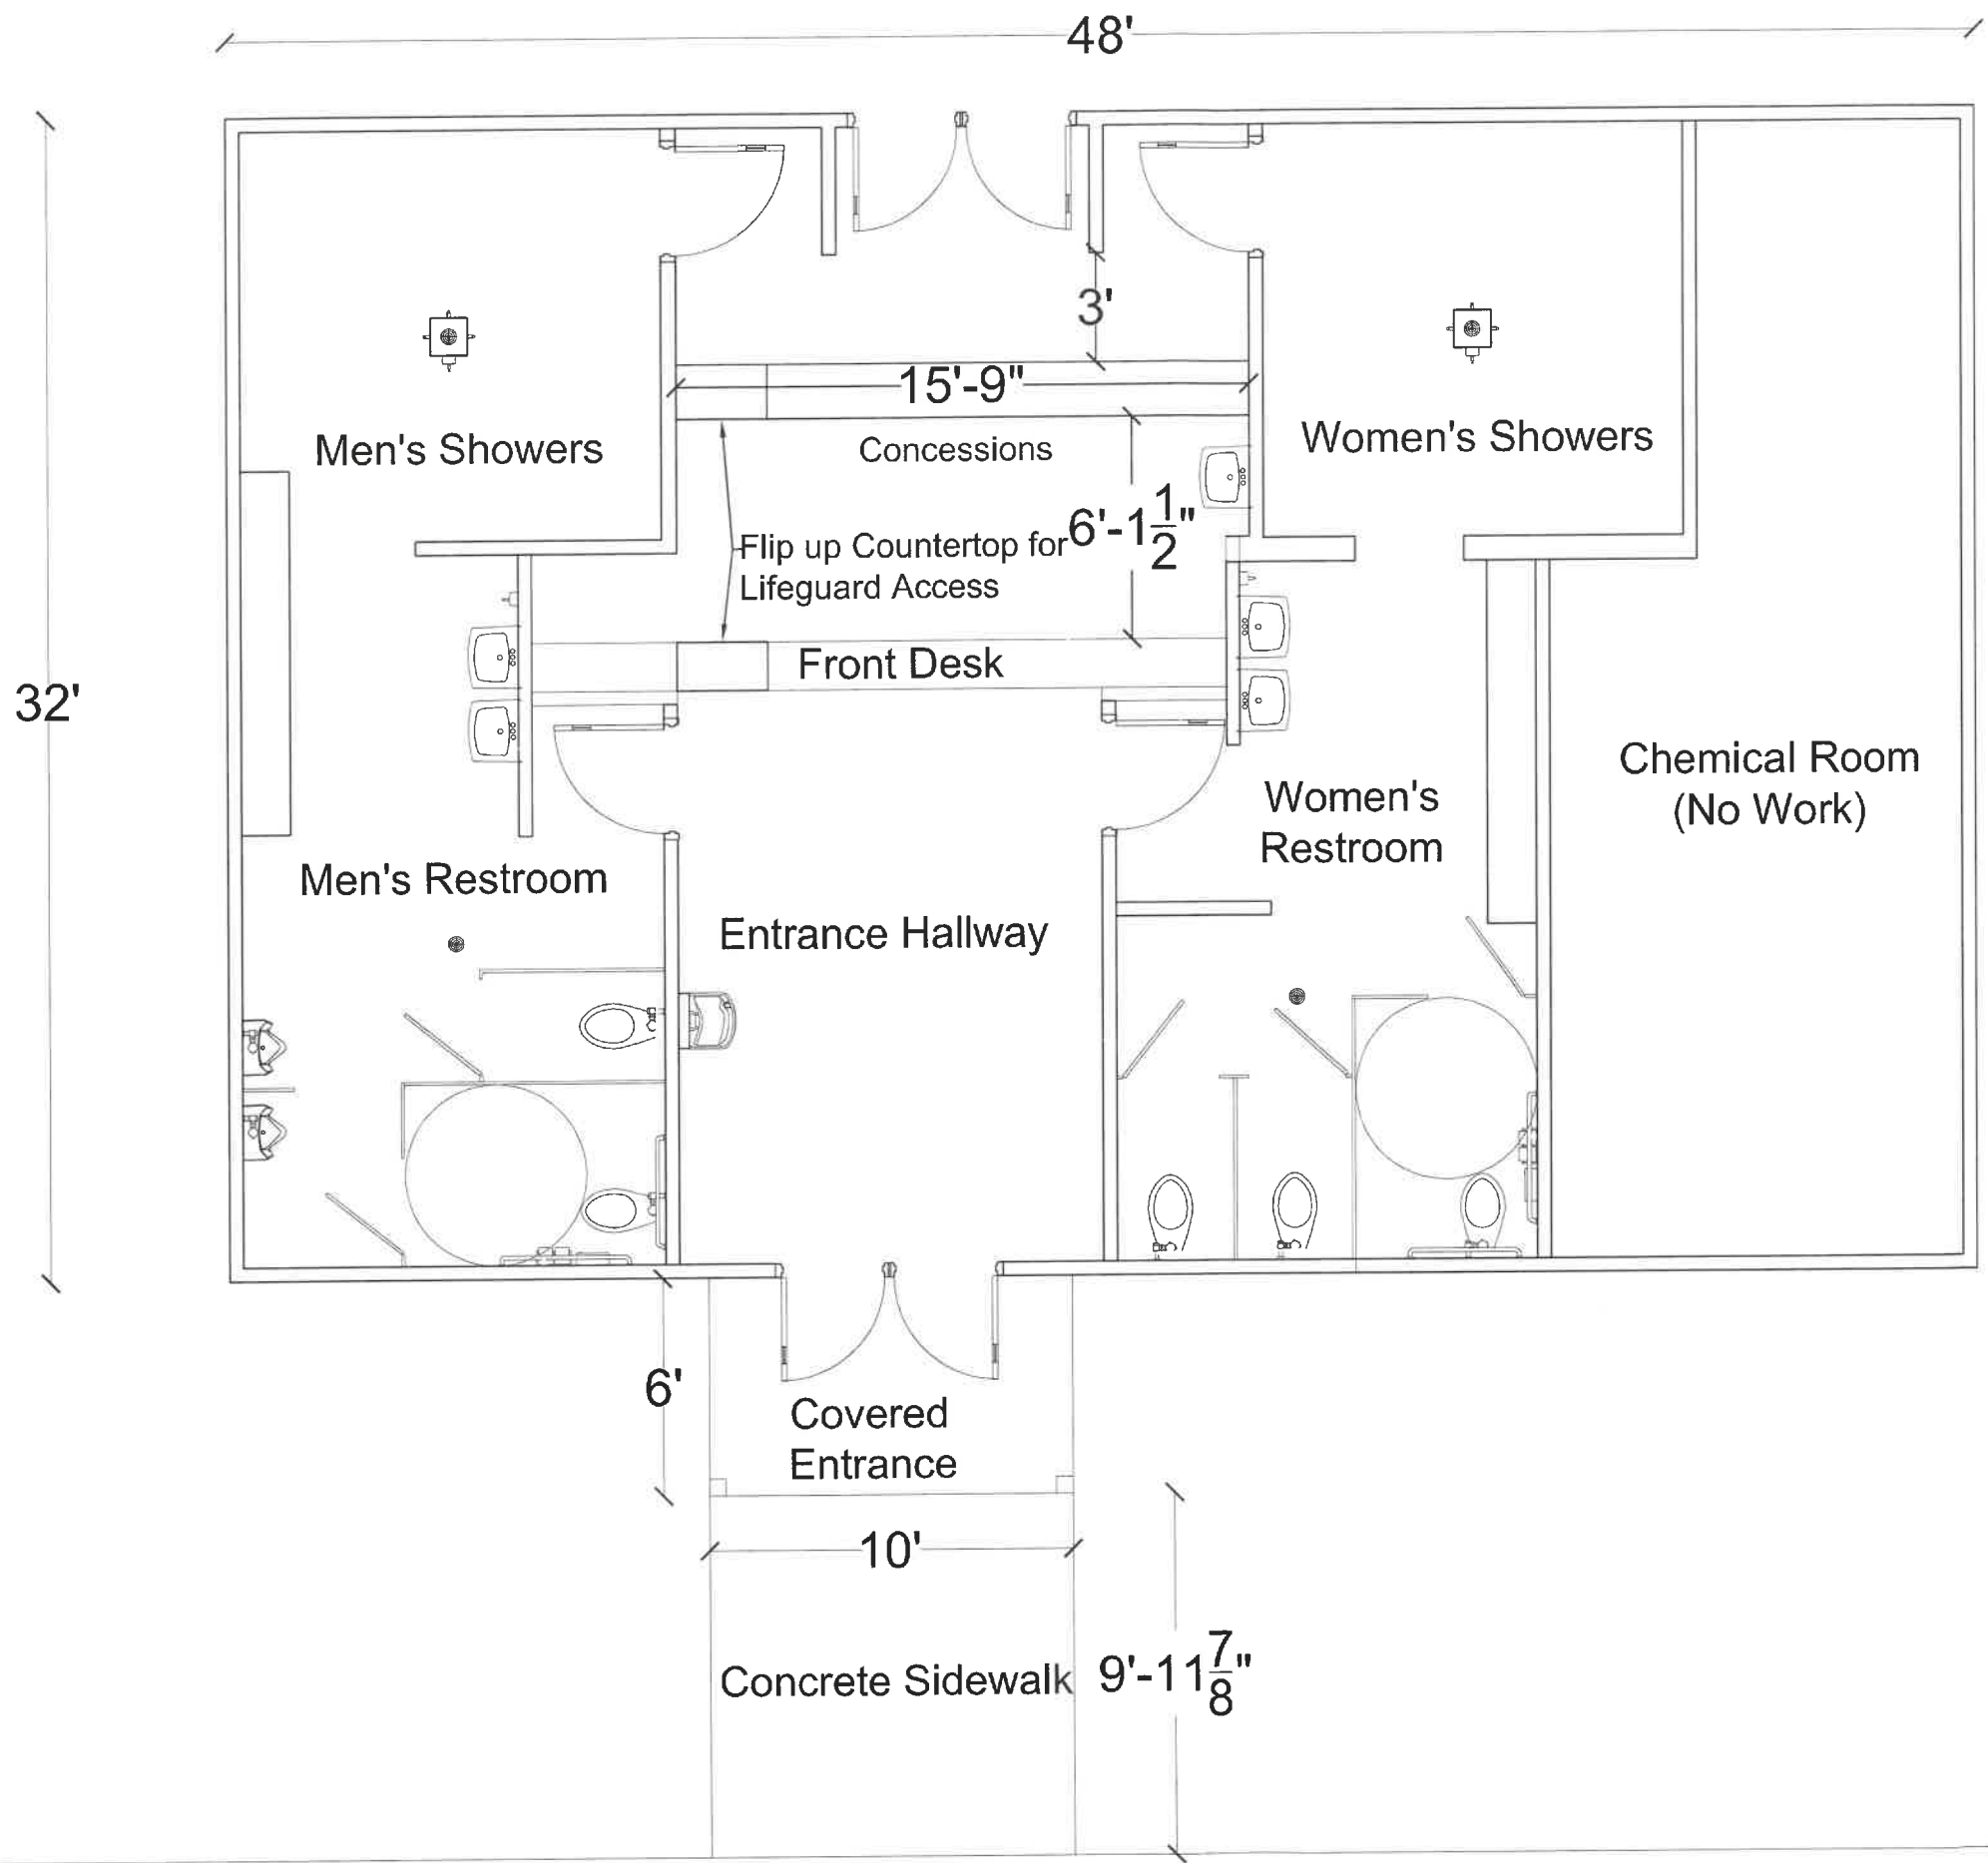 48'
3'
15'-9"
Men's Showers
Concessions
Women's Showers
6'-1 1/2"
Flip up Countertop for
Lifeguard Access
Front Desk
32'
Chemical Room
(No Work)
Women's
Restroom
Men's Restroom
Entrance Hallway
6'
Covered
Entrance
10'
Concrete Sidewalk
9'-11 7/8"